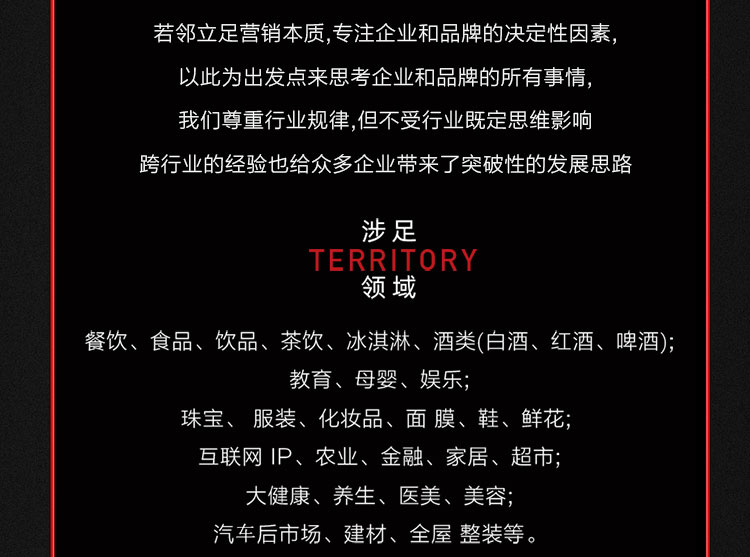 若邻立足营销本质,专注企业和品牌的决定性因素,
以此为出发点来思考企业和品牌的所有事情,
我们尊重行业规律,但不受行业既定思维影响
跨行业的经验也给众多企业带来了突破性的发展思路
涉足
TERRITORY
领域
餐饮、食品、饮品、茶饮、冰淇淋、酒类(白酒、红酒、啤酒);
教育、母婴、娱乐;
珠宝、 服装、化妆品、面 膜、鞋、鲜花;
互联网 IP、农业、金融、家居、超市;
大健康、养生、医美、美容;
汽车后市场、建材、全屋 整装等。